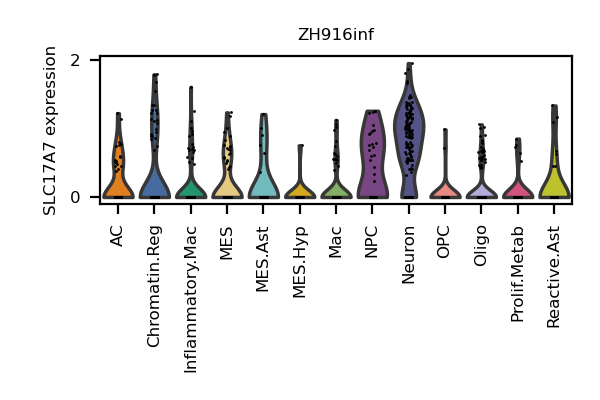 ZH916inf
SLC17A7 expression
2
0
AC
Chromatin.Reg
Inflammatory.Mac
MES
MES.Ast
MES.Hyp
Mac
NPC
Neuron
OPC
Oligo
Prolif.Metab
Reactive.Ast